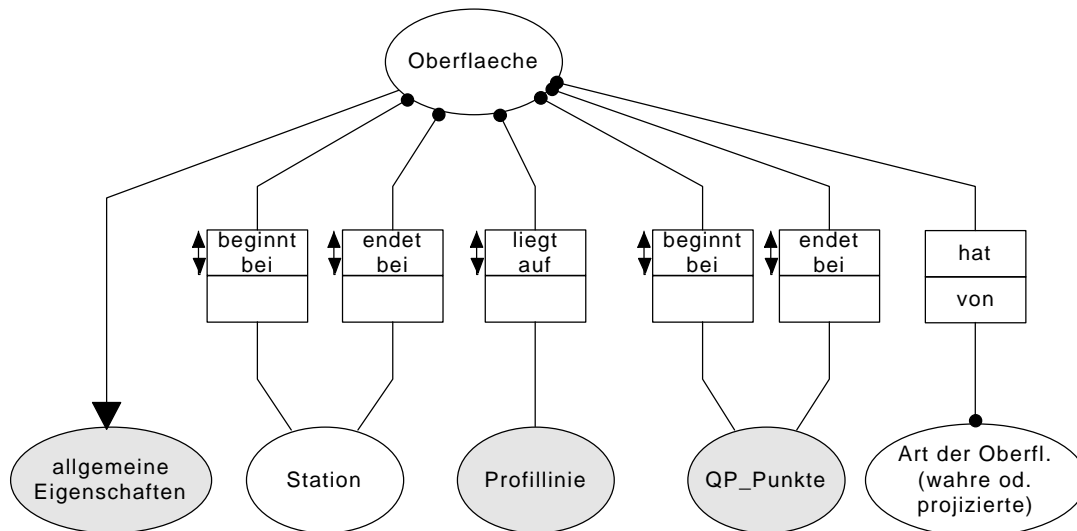 Oberflaeche
beginnt
bei
endet
bei
liegt
auf
beginnt
bei
endet
bei
hat
von
allgemeine
Eigenschaften
Station
Profillinie
QP_Punkte
Art der Oberfl.
(wahre od.
projizierte)